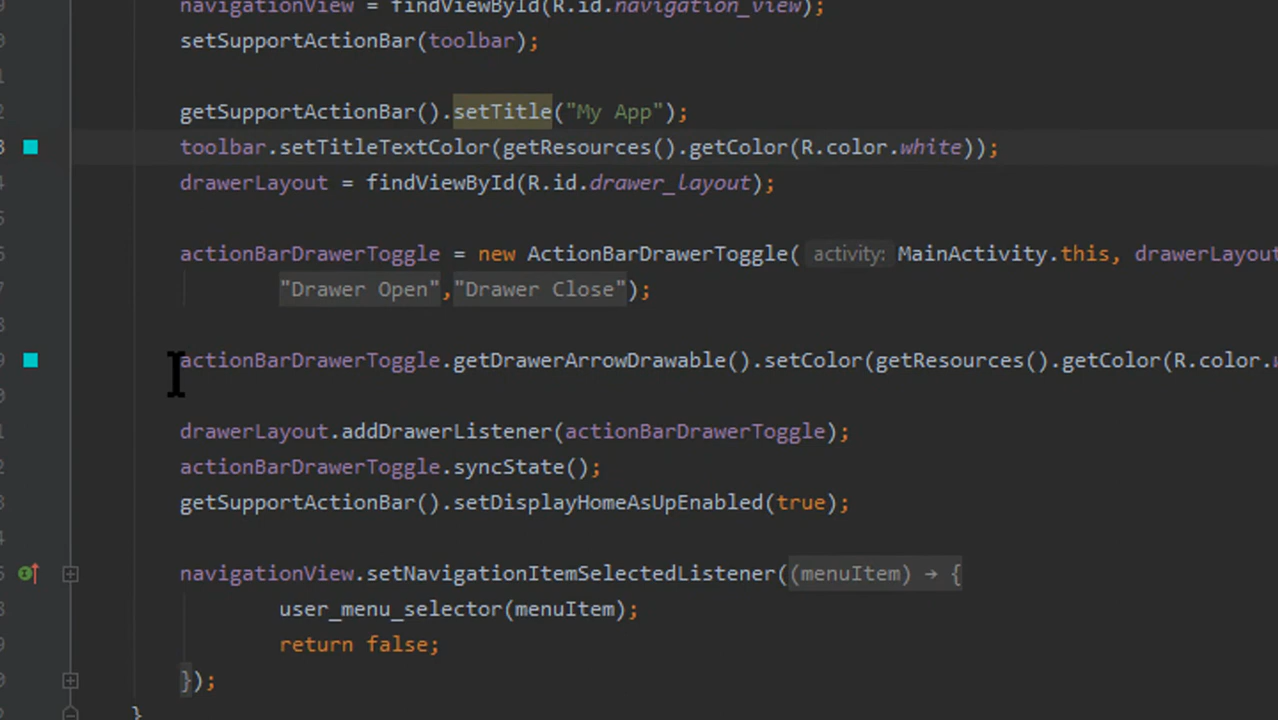 navigationView = findViewById(R.id.navigation_view);
setSupportActionBar(toolbar);
getSupportActionBar().setTitle("My App");
toolbar.setTitleTextColor(getResources().getColor(R.color.white));
drawerLayout = findViewById(R.id.drawer_layout);
actionBarDrawerToggle = new ActionBarDrawerToggle( activity: MainActivity.this, drawerLayout
"Drawer Open","Drawer Close");
actionBarDrawerToggle.getDrawerArrowDrawable().setColor(getResources().getColor(R.color.
drawerLayout.addDrawerListener(actionBarDrawerToggle);
actionBarDrawerToggle.syncState();
getSupportActionBar().setDisplayHomeAsUpEnabled(true);
navigationView.setNavigationItemSelectedListener((menuItem) → {
user_menu_selector(menuItem);
return false;
});
}